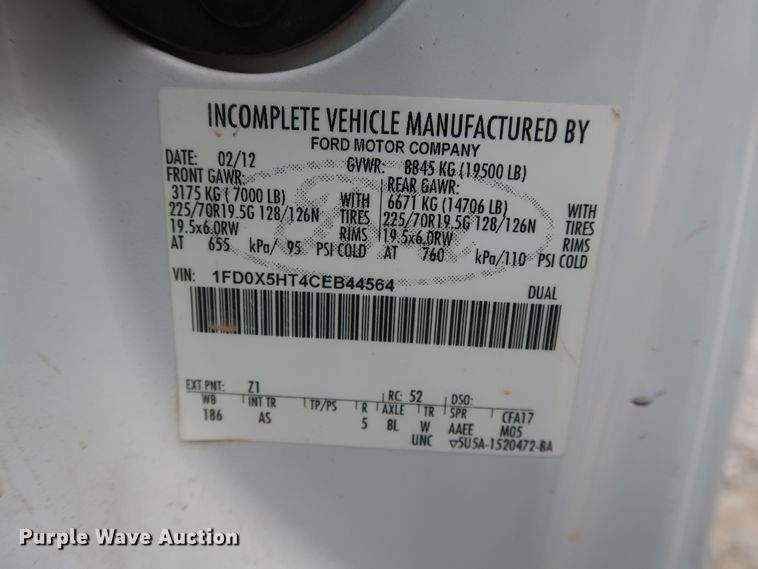 INCOMPLETE VEHICLE MANUFACTURED BY
FORD MOTOR COMPANY
DATE: 02/12 GVWR: 8845 KG (19500 LB)
FRONT GAWR: REAR GAWR:
3175 KG ( 7000 LB) WITH 6671 KG (14706 LB) WITH
225/70R19.5G 128/126N TIRES 225/70R19.5G 128/126N TIRES
19.5x6.0RW RIMS 19.5x6.0RW RIMS
AT 655 kPa/ 95 PSI COLD AT 760 kPa/110 PSI COLD
VIN: 1FD0X5HT4CEB44564 DUAL
EXT PNT: Z1 RC: 52 DSO:
WB INT TR TP/PS R AXLE TR SPR CFA17
186 AS 5 8L W AAEE M05
UNC 5U5A-1520472-BA
Purple Wave Auction